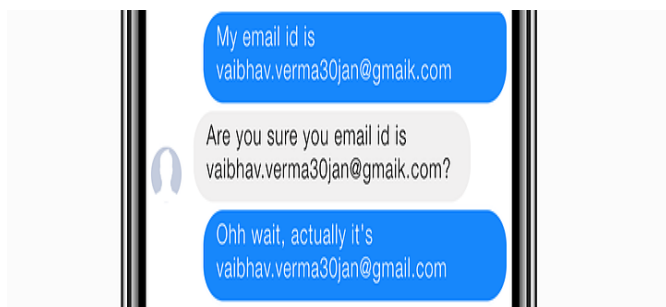 My email id is
vaibhav.verma30jan@gmaik.com
Are you sure you email id is
vaibhav.verma30jan@gmaik.com?
Ohh wait, actually it's
vaibhav.verma30jan@gmail.com